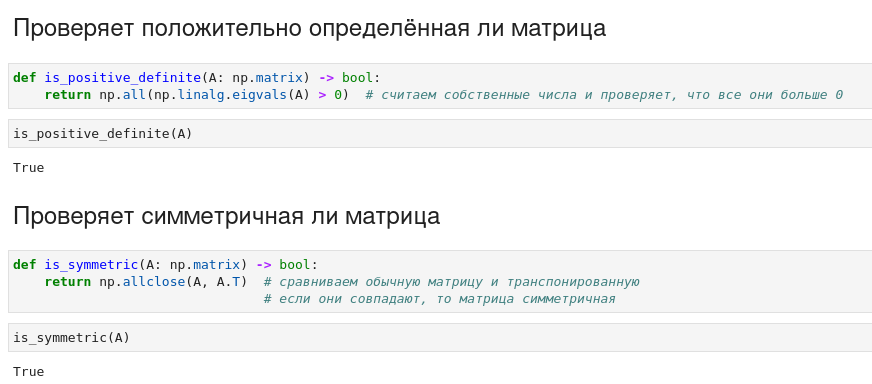 Проверяет положительно определённая ли матрица
def is_positive_definite(A: np.matrix) -> bool:
    return np.all(np.linalg.eigvals(A) > 0)  # считаем собственные числа и проверяет, что все они больше 0
is_positive_definite(A)
True
Проверяет симметричная ли матрица
def is_symmetric(A: np.matrix) -> bool:
    return np.allclose(A, A.T)  # сравниваем обычную матрицу и транспонированную
                                # если они совпадают, то матрица симметричная
is_symmetric(A)
True